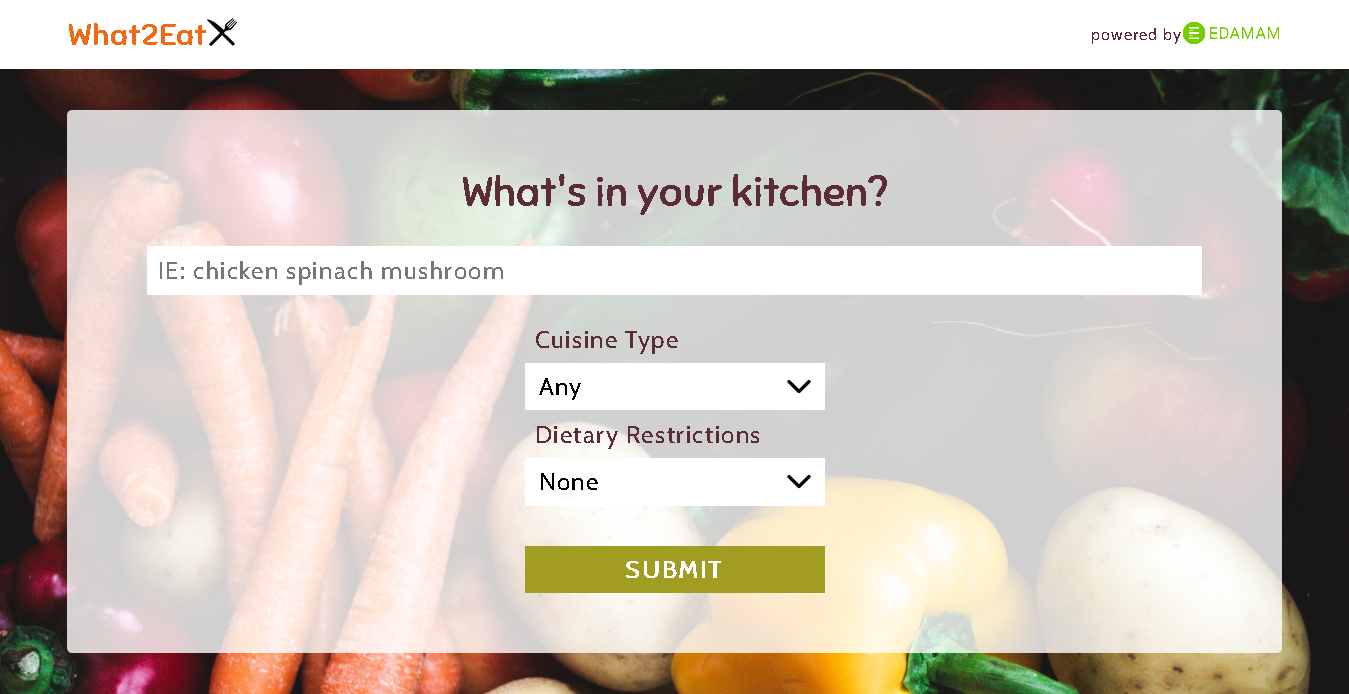 What2Eat
powered by EDAMAM
What's in your kitchen?
IE: chicken spinach mushroom
Cuisine Type
Any
Dietary Restrictions
None
SUBMIT